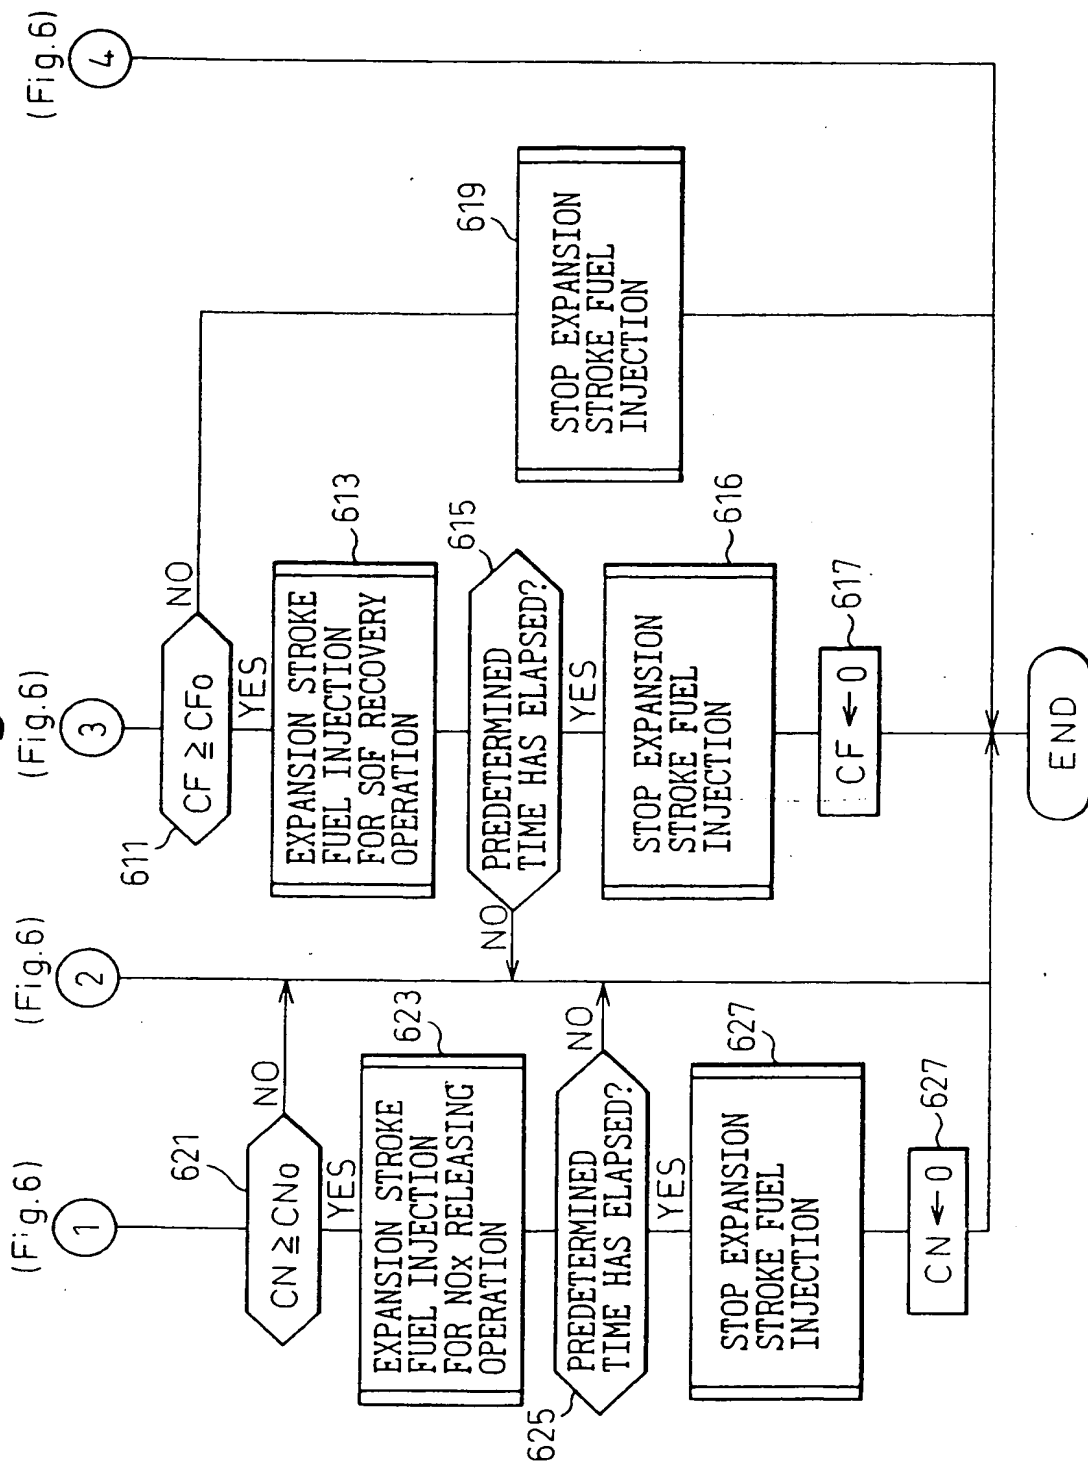 (Fig.6)
1
621
CN ≧ CNo
NO
YES
623
EXPANSION STROKE
FUEL INJECTION
FOR NOx RELEASING
OPERATION
625
PREDETERMINED
TIME HAS ELAPSED?
NO
YES
627
STOP EXPANSION
STROKE FUEL
INJECTION
627
CN ← 0
(Fig.6)
2
(Fig.6)
3
611
CF ≧ CFo
NO
YES
613
EXPANSION STROKE
FUEL INJECTION
FOR SOF RECOVERY
OPERATION
615
PREDETERMINED
TIME HAS ELAPSED?
NO
YES
616
STOP EXPANSION
STROKE FUEL
INJECTION
617
CF ← 0
619
STOP EXPANSION
STROKE FUEL
INJECTION
(Fig.6)
4
END